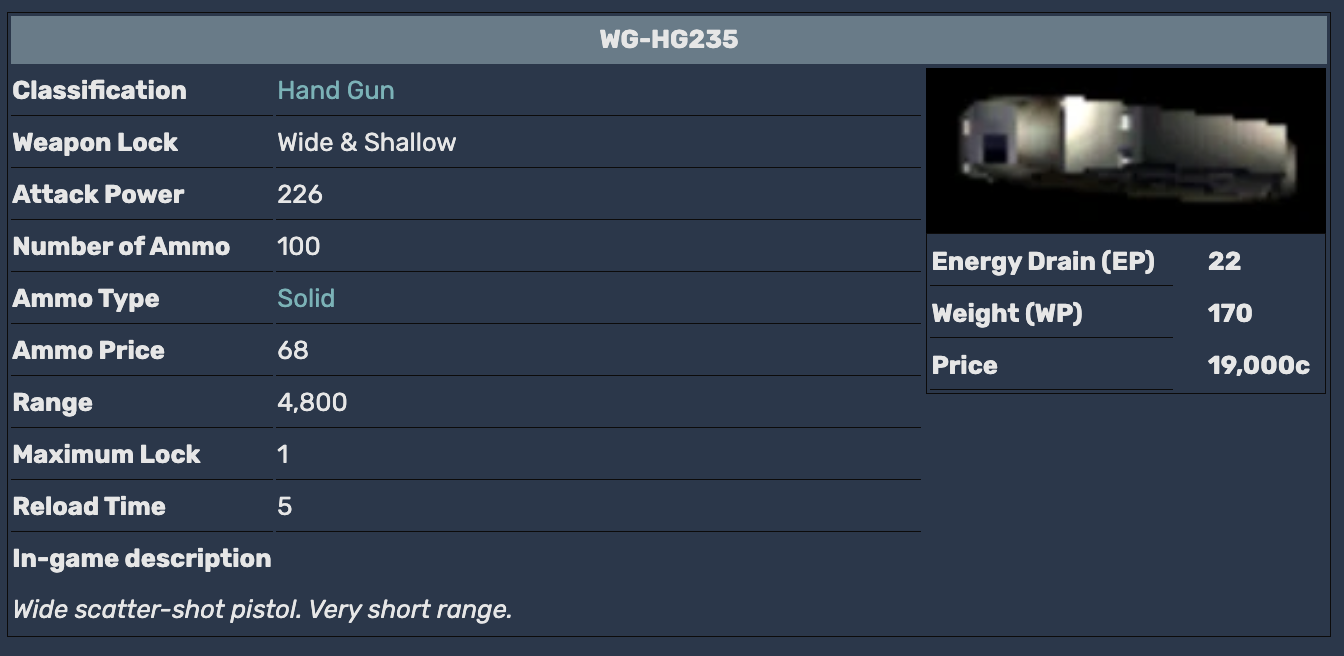 WG-HG235
Classification Hand Gun
Weapon Lock Wide & Shallow
Attack Power 226
Number of Ammo 100
Ammo Type Solid
Ammo Price 68
Range 4,800
Maximum Lock 1
Reload Time 5
In-game description
Wide scatter-shot pistol. Very short range.
Energy Drain (EP) 22
Weight (WP) 170
Price 19,000c